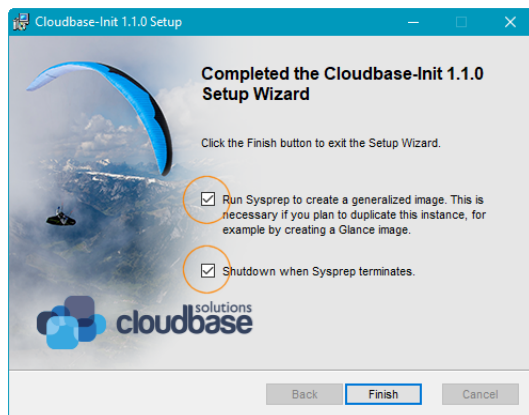 Cloudbase-Init 1.1.0 Setup
Completed the Cloudbase-Init 1.1.0
Setup Wizard
Click the Finish button to exit the Setup Wizard.
Run Sysprep to create a generalized image. This is
necessary if you plan to duplicate this instance, for
example by creating a Glance image.
Shutdown when Sysprep terminates.
solutions
cloudbase
Back
Finish
Cancel